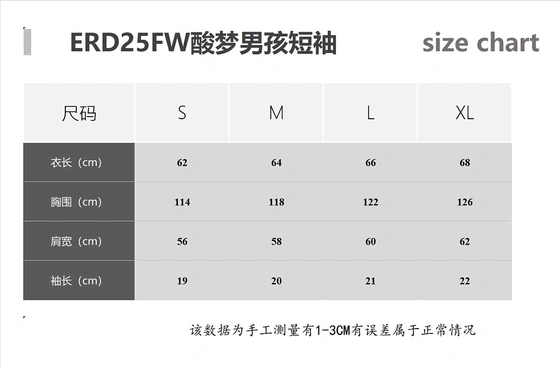 ERD25FW酸梦男孩短袖 size chart
尺码 S M L XL
衣长（cm） 62 64 66 68
胸围（cm） 114 118 122 126
肩宽（cm） 56 58 60 62
袖长（cm） 19 20 21 22
该数据为手工测量有1-3CM有误差属于正常情况